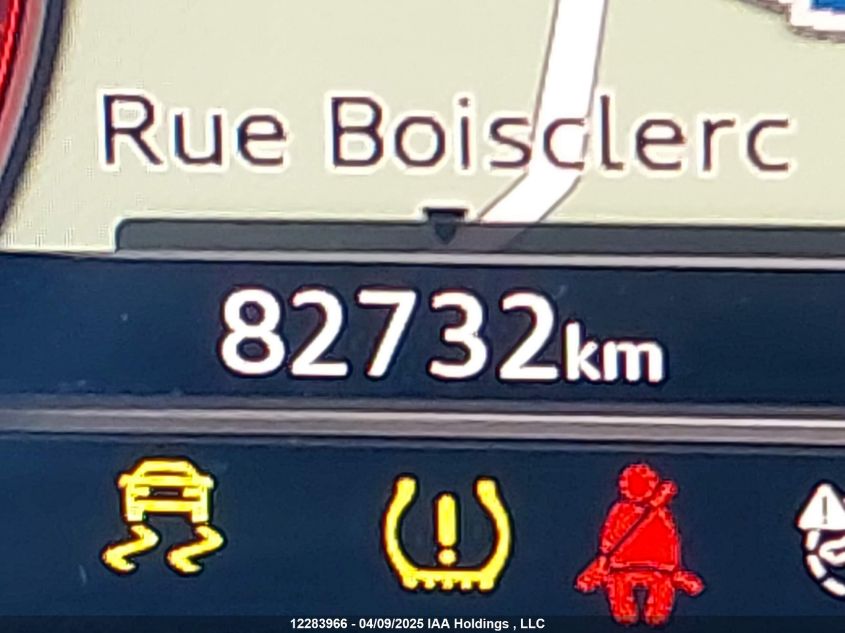 Rue Boisclerc
82732km
12283966 - 04/09/2025 IAA Holdings , LLC